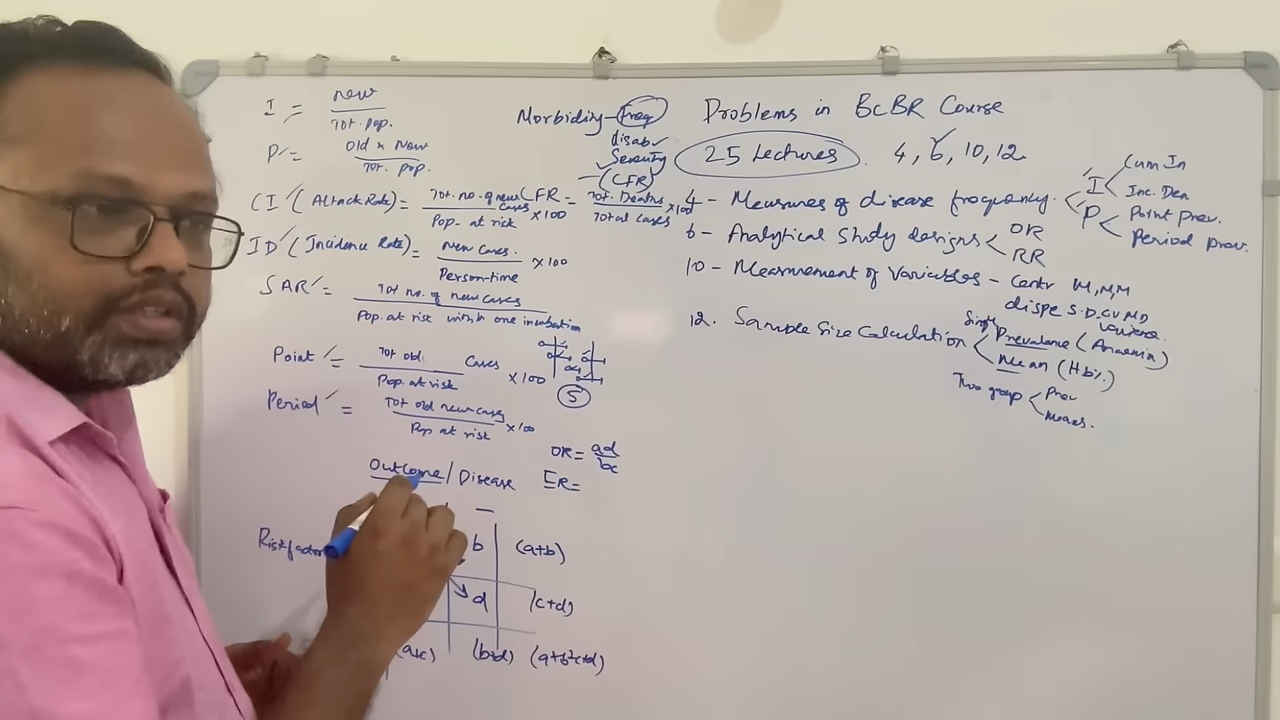 I = new
Tot. pop.
P = Old x New
Tot. pop.
CI (Attack Rate) = Tot. no. of new cases x100
Pop. at risk
CFR = Tot. Deaths x100
Total cases
ID (Incidence Rate) = New Cases. x100
Person-time
SAR = Tot no. of new cases
Pop. at risk with one incubation
Point = Tot old Cases x100
Pop. at risk
5
Period = Tot old new cases x100
Pop at risk
OR = ad
bc
Outcome / Disease ER =
Risk factor b (a+b)
d (c+d)
(a+c) (b+d) (a+b+c+d)
Morbidity - Freq
disab
Severity
(CFR)
Problems in BCBR Course
25 Lectures 4, 6, 10, 12
4 - Measures of disease frequency. I Cum In
Inc. Den
P Point prev.
Period prev.
6 - Analytical Study designs OR
RR
10 - Measurement of Variables - Centr M, M, M
dispe S.D. CV MD
Variance.
12. Sample Size Calculation Single Prevalence (Anaemia)
Mean (Hb%)
Two group Prev
Means.